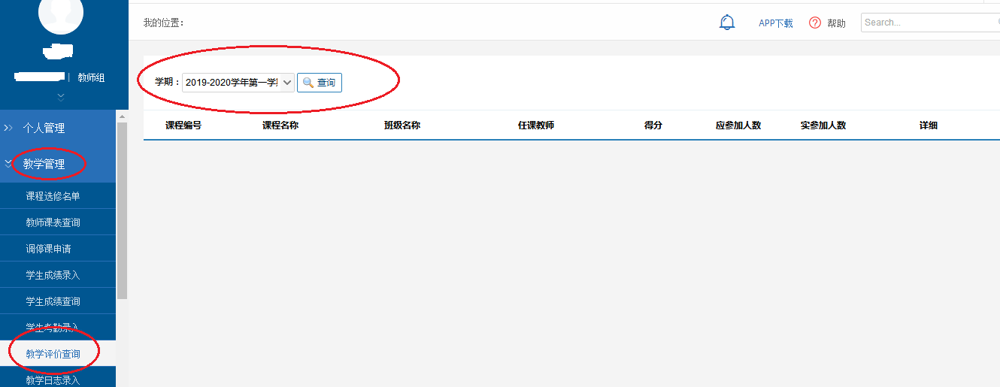 我的位置：
APP下载
帮助
Search...
教师组
学期：
2019-2020学年第一学
查询
课程编号 课程名称 班级名称 任课教师 得分 应参加人数 实参加人数 详细
个人管理
教学管理
课程选修名单
教师课表查询
调停课申请
学生成绩录入
学生成绩查询
学生考勤录入
教学评价查询
教学日志录入